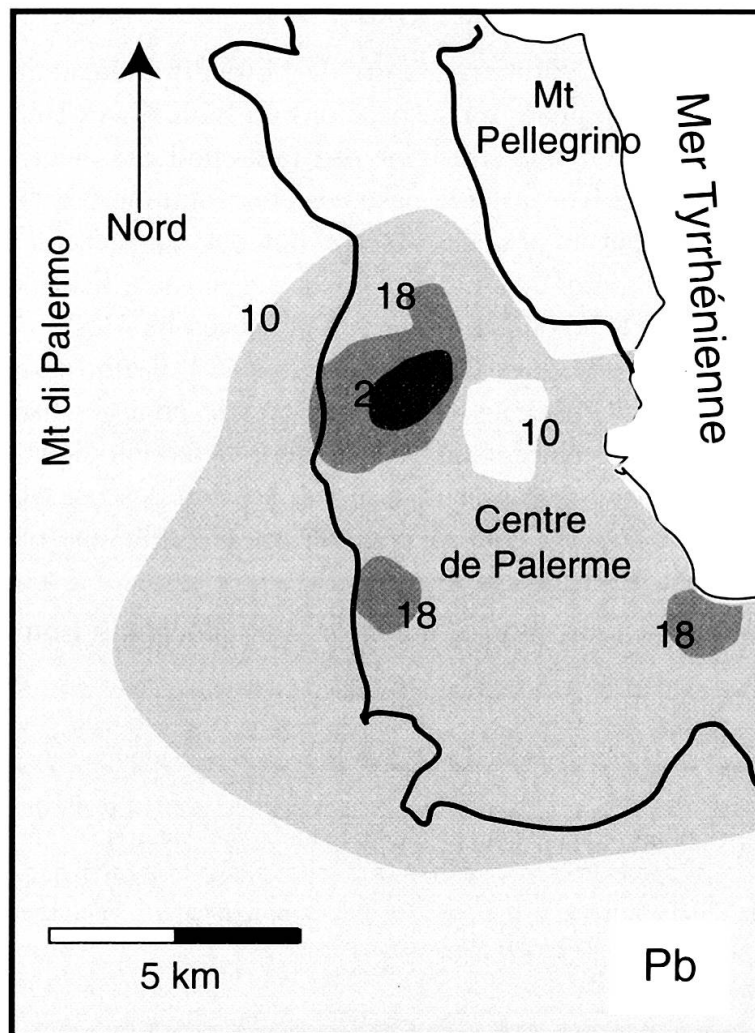 Mt
Pellegrino
Mer Tyrrhénienne
Nord
Mt di Palermo
18
10
2
10
Centre
de Palerme
18
18
5 km
Pb